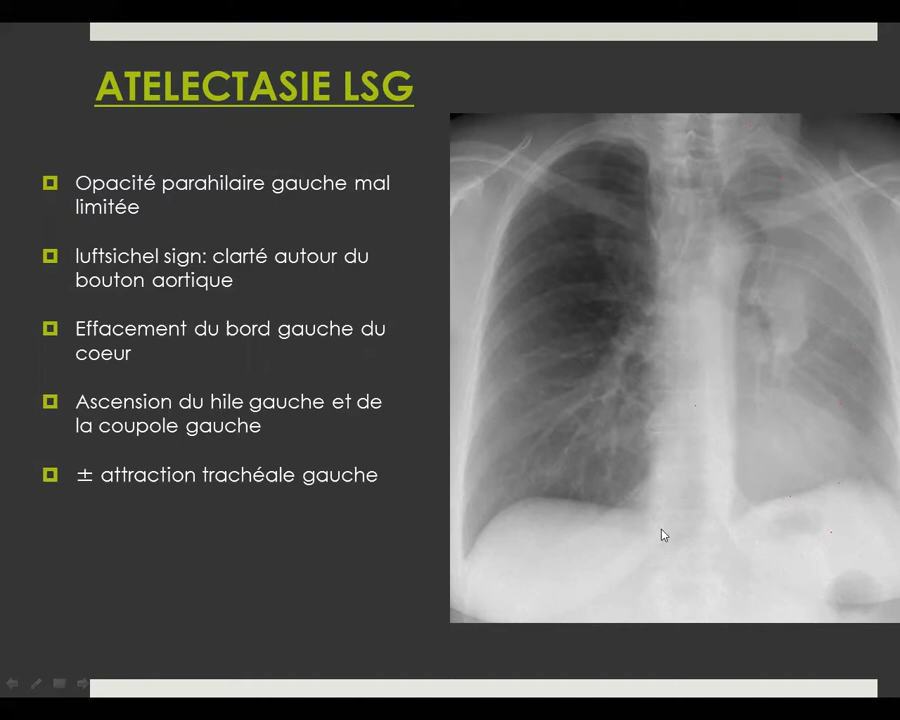 ATELECTASIE LSG
Opacité parahilaire gauche mal
limitée
luftsichel sign: clarté autour du
bouton aortique
Effacement du bord gauche du
coeur
Ascension du hile gauche et de
la coupole gauche
± attraction trachéale gauche